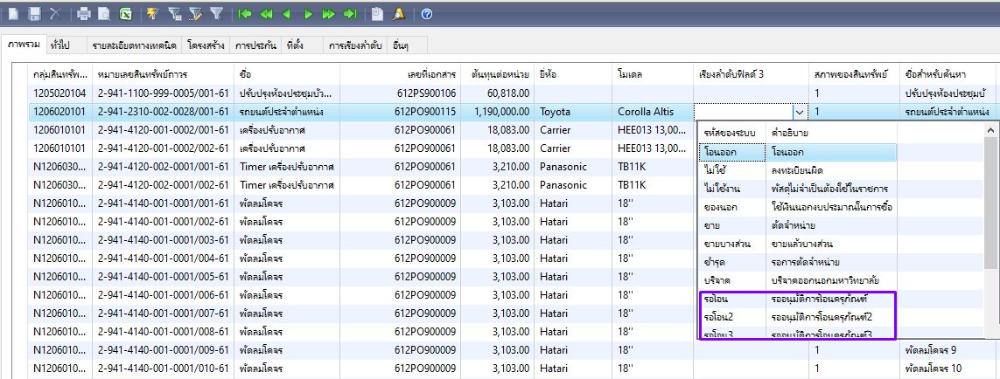 ภาพรวม ทั่วไป รายละเอียดทางเทคนิค โครงสร้าง การประกัน ที่ตั้ง การเรียงลำดับ อื่นๆ
กลุ่มสินทรัพ... หมายเลขสินทรัพย์ถาวร ชื่อ เลขที่เอกสาร ต้นทุนต่อหน่วย ยี่ห้อ โมเดล เรียงลำดับฟิลด์ 3 สภาพของสินทรัพย์ ชื่อสำหรับค้นหา
1205020104 2-941-1100-999-0005/001-61 ปรับปรุงห้องประชุมบัว... 612PS900106 60,818.00 1 ปรับปรุงห้องประชุมบั
1206020101 2-941-2310-002-0028/001-61 รถยนต์ประจำตำแหน่ง 612PO900115 1,190,000.00 Toyota Corolla Altis 1 รถยนต์ประจำตำแหน่ง
1206010101 2-941-4120-001-0002/001-61 เครื่องปรับอากาศ 612PO900061 18,083.00 Carrier HEE013 13,00...
1206010101 2-941-4120-001-0002/002-61 เครื่องปรับอากาศ 612PO900061 18,083.00 Carrier HEE013 13,00...
N1206030... 2-941-4120-002-0001/001-61 Timer เครื่องปรับอากาศ 612PO900061 3,210.00 Panasonic TB11K
N1206030... 2-941-4120-002-0001/002-61 Timer เครื่องปรับอากาศ 612PO900061 3,210.00 Panasonic TB11K
N1206010... 2-941-4140-001-0001/001-61 พัดลมโคจร 612PO900009 3,103.00 Hatari 18"
N1206010... 2-941-4140-001-0001/002-61 พัดลมโคจร 612PO900009 3,103.00 Hatari 18"
N1206010... 2-941-4140-001-0001/003-61 พัดลมโคจร 612PO900009 3,103.00 Hatari 18"
N1206010... 2-941-4140-001-0001/004-61 พัดลมโคจร 612PO900009 3,103.00 Hatari 18"
N1206010... 2-941-4140-001-0001/005-61 พัดลมโคจร 612PO900009 3,103.00 Hatari 18"
N1206010... 2-941-4140-001-0001/006-61 พัดลมโคจร 612PO900009 3,103.00 Hatari 18"
N1206010... 2-941-4140-001-0001/007-61 พัดลมโคจร 612PO900009 3,103.00 Hatari 18"
N1206010... 2-941-4140-001-0001/008-61 พัดลมโคจร 612PO900009 3,103.00 Hatari 18"
N1206010... 2-941-4140-001-0001/009-61 พัดลมโคจร 612PO900009 3,103.00 Hatari 18" 1 พัดลมโคจร 9
N1206010... 2-941-4140-001-0001/010-61 พัดลมโคจร 612PO900009 3,103.00 Hatari 18" 1 พัดลมโคจร 10
รหัสของระบบ คำอธิบาย
โอนออก โอนออก
ไม่ใช้ ลงทะเบียนผิด
ไม่ใช้งาน พัสดุไม่จำเป็นต้องใช้ในราชการ
ของนอก ใช้เงินนอกงบประมาณในการซื้อ
ขาย ตัดจำหน่าย
ขายบางส่วน ขายแล้วบางส่วน
ชำรุด รอการตัดจำหน่าย
บริจาค บริจาคออกนอกมหาวิทยาลัย
รอโอน รออนุมัติการโอนครุภัณฑ์
รอโอน2 รออนุมัติการโอนครุภัณฑ์2
รอโอน3 รออนุมัติการโอนครุภัณฑ์3